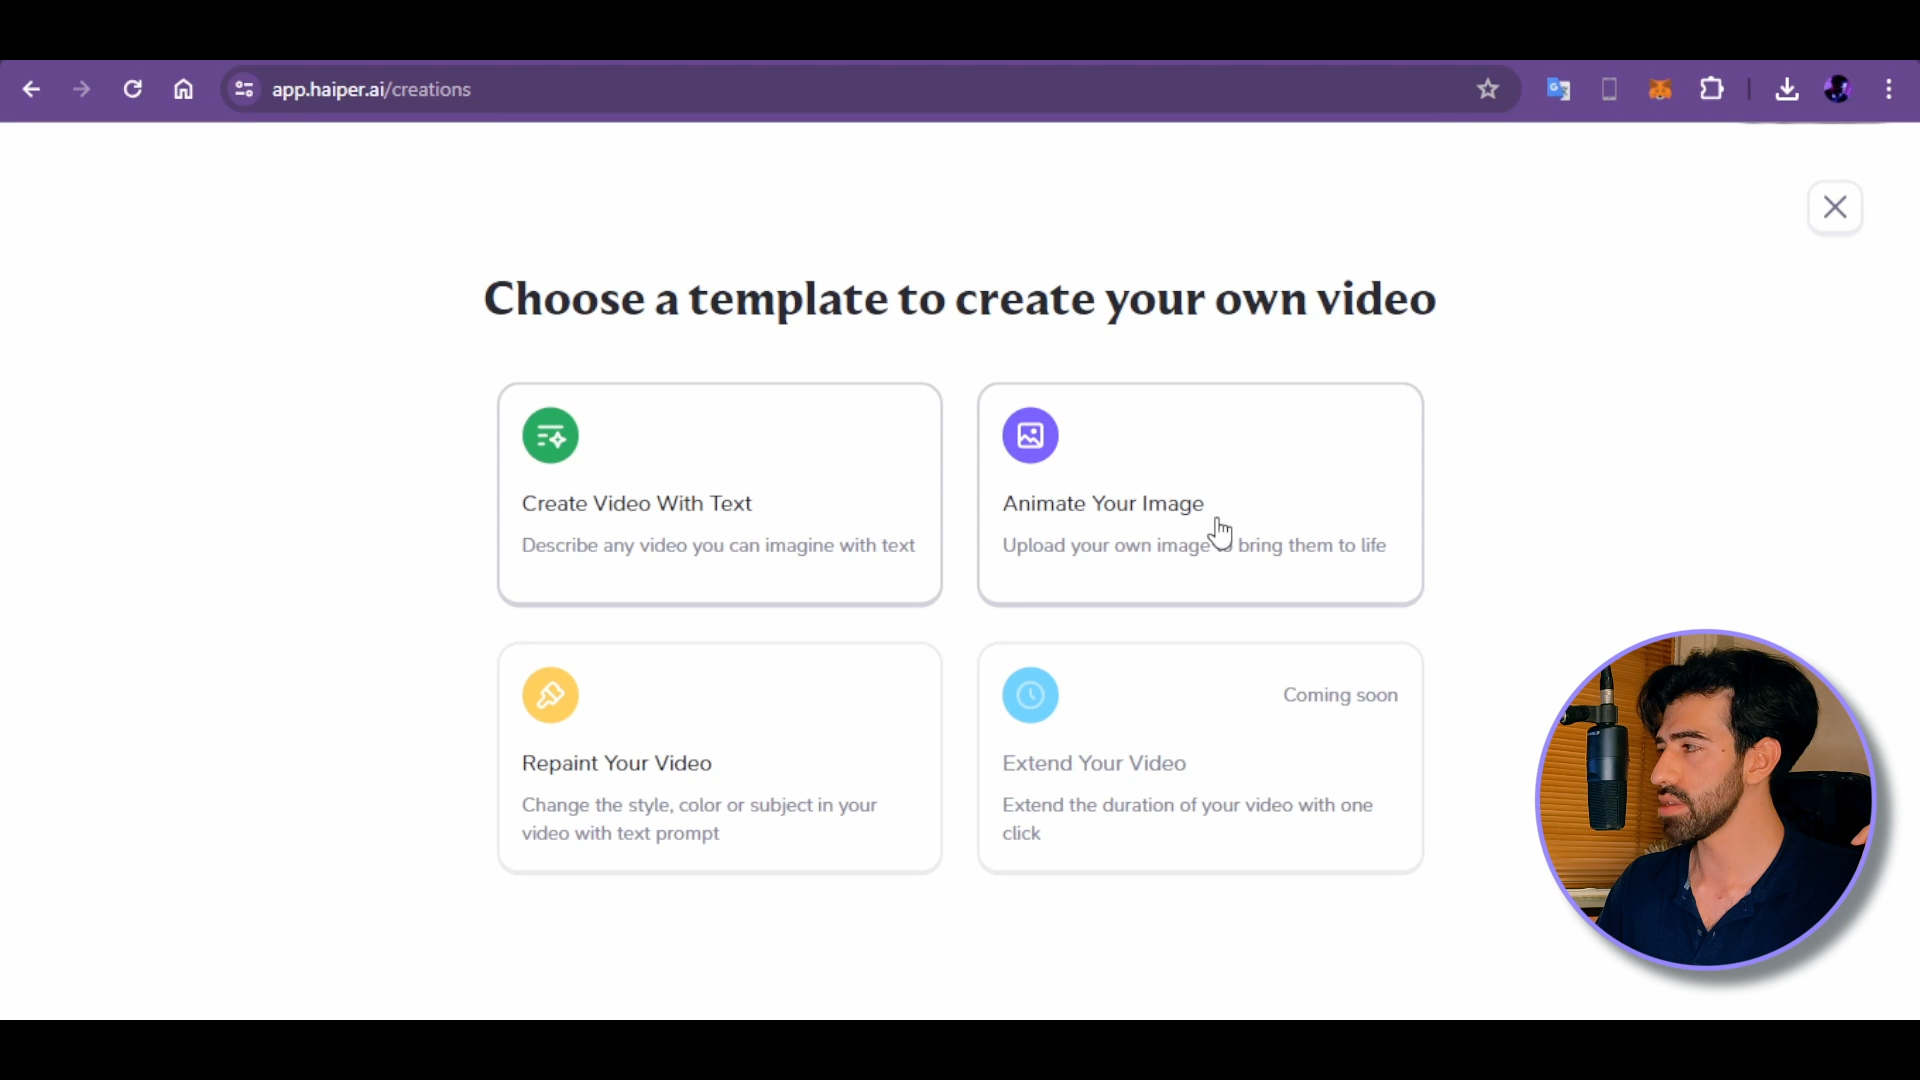 app.haiper.ai/creations
Choose a template to create your own video
Create Video With Text
Describe any video you can imagine with text
Animate Your Image
Upload your own image bring them to life
Repaint Your Video
Change the style, color or subject in your
video with text prompt
Coming soon
Extend Your Video
Extend the duration of your video with one
click